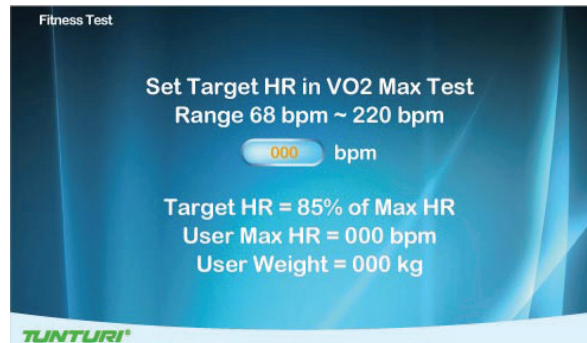 Fitness Test
Set Target HR in VO2 Max Test
Range 68 bpm ~ 220 bpm
000 bpm
Target HR = 85% of Max HR
User Max HR = 000 bpm
User Weight = 000 kg
TUNTURI®